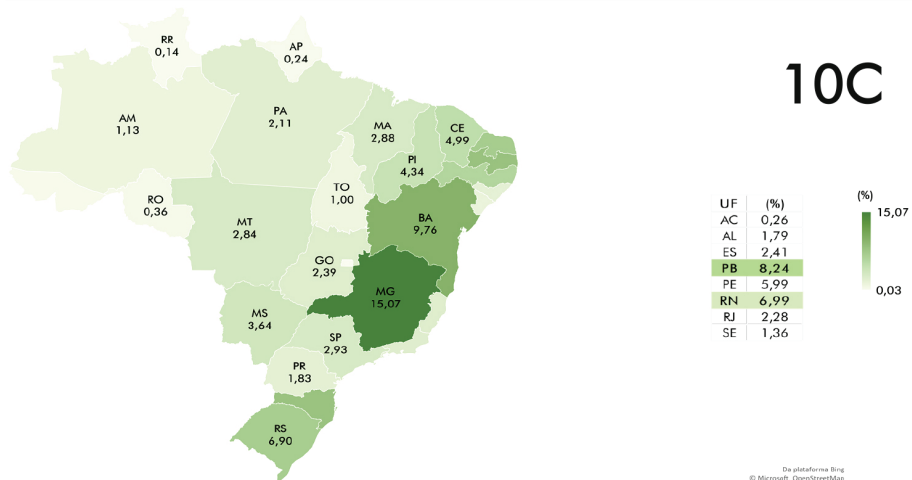 RR
0,14
AP
0,24
10C
AM
1,13
PA
2,11
MA
2,88
CE
4,99
PI
4,34
TO
1,00
RO
0,36
MT
2,84
BA
9,76
GO
2,39
MG
15,07
MS
3,64
SP
2,93
PR
1,83
RS
6,90
UF (%)
AC 0,26
AL 1,79
ES 2,41
PB 8,24
PE 5,99
RN 6,99
RJ 2,28
SE 1,36
(%)
15,07
0,03
Da plataforma Bing
© Microsoft, OpenStreetMap